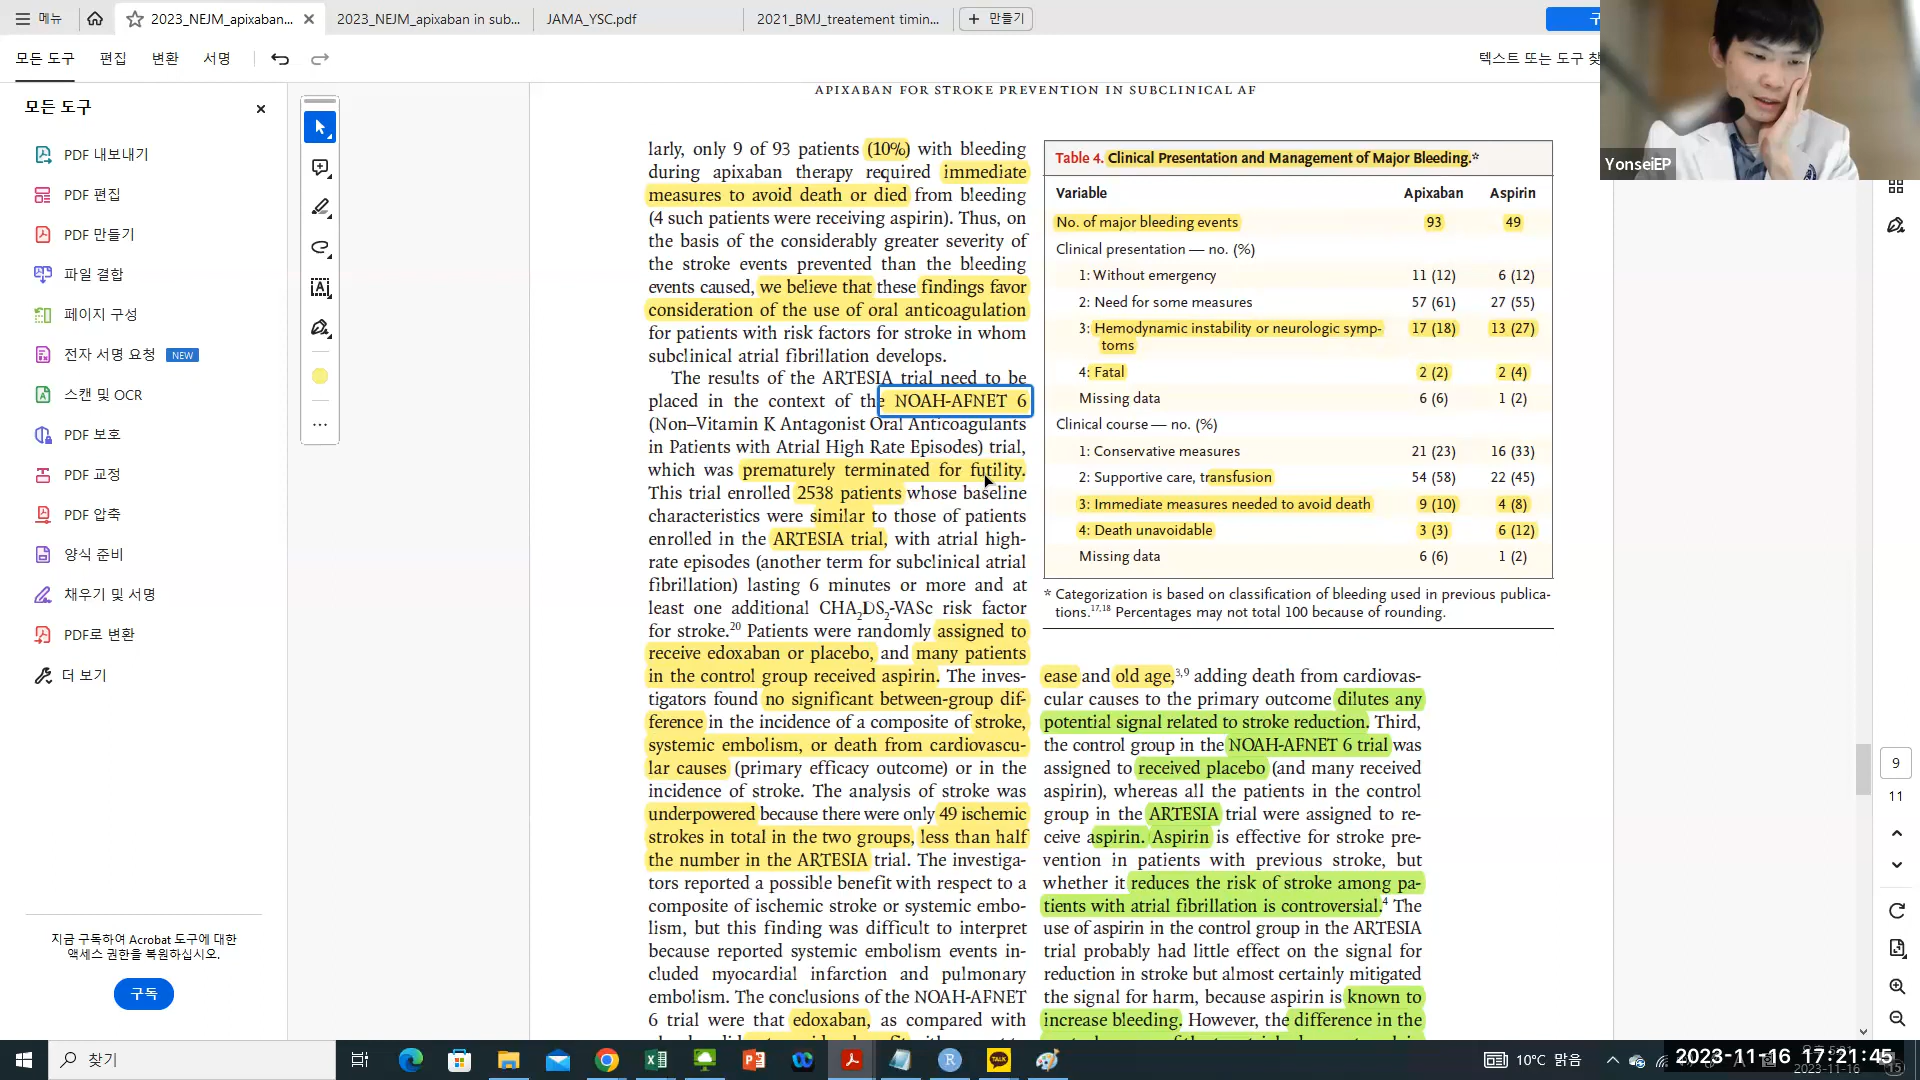 메뉴
2023_NEJM_apixaban...
2023_NEJM_apixaban in sub...
JAMA_YSC.pdf
2021_BMJ_treatement timin...
만들기
모든 도구
편집
변환
서명
텍스트 또는 도구 찾
YonseiEP
모든 도구
PDF 내보내기
PDF 편집
PDF 만들기
파일 결합
페이지 구성
전자 서명 요청 NEW
스캔 및 OCR
PDF 보호
PDF 교정
PDF 압축
양식 준비
채우기 및 서명
PDF로 변환
더 보기
지금 구독하여 Acrobat 도구에 대한
액세스 권한을 복원하십시오.
구독
APIXABAN FOR STROKE PREVENTION IN SUBCLINICAL AF
larly, only 9 of 93 patients (10%) with bleeding
during apixaban therapy required immediate
measures to avoid death or died from bleeding
(4 such patients were receiving aspirin). Thus, on
the basis of the considerably greater severity of
the stroke events prevented than the bleeding
events caused, we believe that these findings favor
consideration of the use of oral anticoagulation
for patients with risk factors for stroke in whom
subclinical atrial fibrillation develops.
The results of the ARTESIA trial need to be
placed in the context of the NOAH-AFNET 6
(Non–Vitamin K Antagonist Oral Anticoagulants
in Patients with Atrial High Rate Episodes) trial,
which was prematurely terminated for futility.
This trial enrolled 2538 patients whose baseline
characteristics were similar to those of patients
enrolled in the ARTESIA trial, with atrial high-
rate episodes (another term for subclinical atrial
fibrillation) lasting 6 minutes or more and at
least one additional CHA2DS2-VASc risk factor
for stroke.20 Patients were randomly assigned to
receive edoxaban or placebo, and many patients
in the control group received aspirin. The inves-
tigators found no significant between-group dif-
ference in the incidence of a composite of stroke,
systemic embolism, or death from cardiovascu-
lar causes (primary efficacy outcome) or in the
incidence of stroke. The analysis of stroke was
underpowered because there were only 49 ischemic
strokes in total in the two groups, less than half
the number in the ARTESIA trial. The investiga-
tors reported a possible benefit with respect to a
composite of ischemic stroke or systemic embo-
lism, but this finding was difficult to interpret
because reported systemic embolism events in-
cluded myocardial infarction and pulmonary
embolism. The conclusions of the NOAH-AFNET
6 trial were that edoxaban, as compared with
Table 4. Clinical Presentation and Management of Major Bleeding.*
Variable Apixaban Aspirin
No. of major bleeding events 93 49
Clinical presentation — no. (%)
1: Without emergency 11 (12) 6 (12)
2: Need for some measures 57 (61) 27 (55)
3: Hemodynamic instability or neurologic symp- 17 (18) 13 (27)
toms
4: Fatal 2 (2) 2 (4)
Missing data 6 (6) 1 (2)
Clinical course — no. (%)
1: Conservative measures 21 (23) 16 (33)
2: Supportive care, transfusion 54 (58) 22 (45)
3: Immediate measures needed to avoid death 9 (10) 4 (8)
4: Death unavoidable 3 (3) 6 (12)
Missing data 6 (6) 1 (2)
* Categorization is based on classification of bleeding used in previous publica-
tions.17,18 Percentages may not total 100 because of rounding.
ease and old age,3,9 adding death from cardiovas-
cular causes to the primary outcome dilutes any
potential signal related to stroke reduction. Third,
the control group in the NOAH-AFNET 6 trial was
assigned to received placebo (and many received
aspirin), whereas all the patients in the control
group in the ARTESIA trial were assigned to re-
ceive aspirin. Aspirin is effective for stroke pre-
vention in patients with previous stroke, but
whether it reduces the risk of stroke among pa-
tients with atrial fibrillation is controversial.4 The
use of aspirin in the control group in the ARTESIA
trial probably had little effect on the signal for
reduction in stroke but almost certainly mitigated
the signal for harm, because aspirin is known to
increase bleeding. However, the difference in the
9
11
찾기
TALK
R
10°C 맑음
2023-11-16 17:21:45
2023-11-16
15